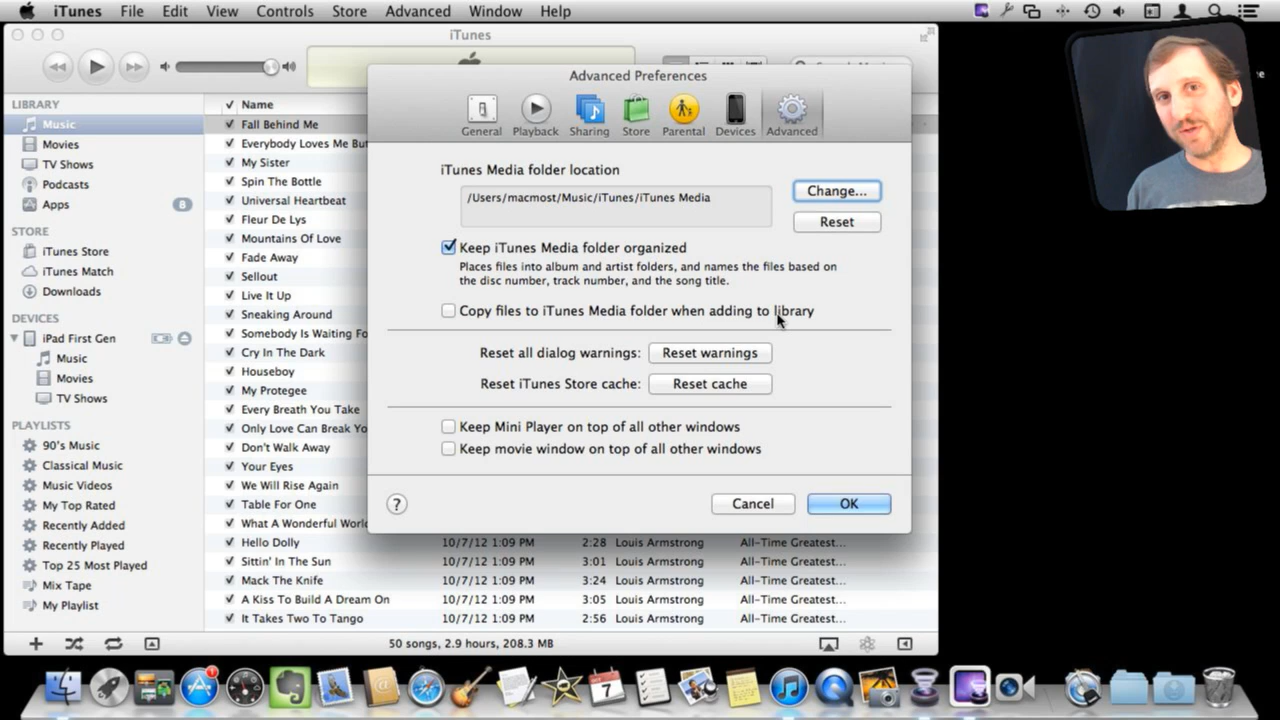 iTunes File Edit View Controls Store Advanced Window Help
iTunes
Advanced Preferences
General Playback Sharing Store Parental Devices Advanced
iTunes Media folder location
/Users/macmost/Music/iTunes/iTunes Media
Change...
Reset
Keep iTunes Media folder organized
Places files into album and artist folders, and names the files based on
the disc number, track number, and the song title.
Copy files to iTunes Media folder when adding to library
Reset all dialog warnings: Reset warnings
Reset iTunes Store cache: Reset cache
Keep Mini Player on top of all other windows
Keep movie window on top of all other windows
?
Cancel OK
LIBRARY
Music
Movies
TV Shows
Podcasts
Apps 8
STORE
iTunes Store
iTunes Match
Downloads
DEVICES
iPad First Gen
Music
Movies
TV Shows
PLAYLISTS
90's Music
Classical Music
Music Videos
My Top Rated
Recently Added
Recently Played
Top 25 Most Played
Mix Tape
My Playlist
Name
Fall Behind Me
Everybody Loves Me But
My Sister
Spin The Bottle
Universal Heartbeat
Fleur De Lys
Mountains Of Love
Fade Away
Sellout
Live It Up
Sneaking Around
Somebody Is Waiting Fo
Cry In The Dark
Houseboy
My Protegee
Every Breath You Take
Only Love Can Break Yo
Don't Walk Away
Your Eyes
We Will Rise Again
Table For One
What A Wonderful World
Hello Dolly 10/7/12 1:09 PM 2:28 Louis Armstrong All-Time Greatest...
Sittin' In The Sun 10/7/12 1:09 PM 3:01 Louis Armstrong All-Time Greatest...
Mack The Knife 10/7/12 1:09 PM 3:24 Louis Armstrong All-Time Greatest...
A Kiss To Build A Dream On 10/7/12 1:09 PM 3:05 Louis Armstrong All-Time Greatest...
It Takes Two To Tango 10/7/12 1:09 PM 2:56 Louis Armstrong All-Time Greatest...
50 songs, 2.9 hours, 208.3 MB
1
7